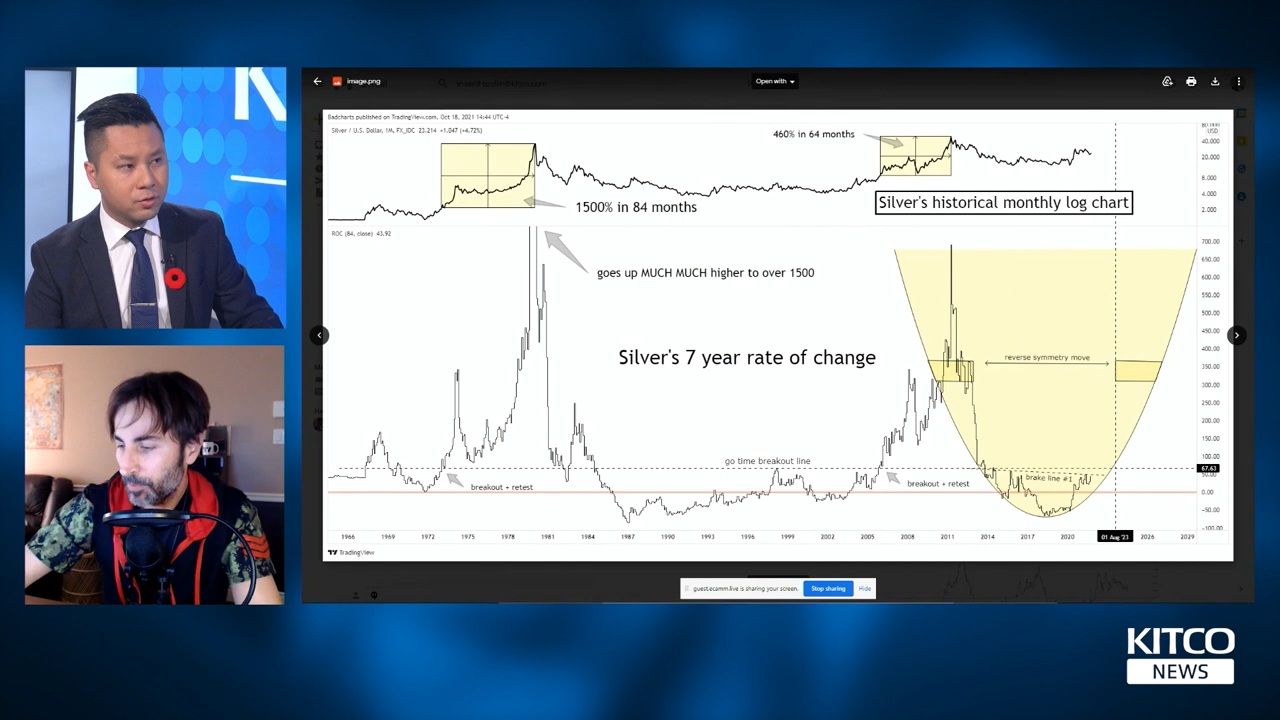 image.png
Open with
Badcharts published on TradingView.com, Oct 18, 2021 14:44 UTC-4
Silver / U.S. Dollar, 1M, FX_IDC 23.214 +1.047 (+4.72%)
460% in 64 months
USD
40.000
20.000
8.000
4.000
2.000
1500% in 84 months
Silver's historical monthly log chart
ROC (84, close) 43.92
goes up MUCH MUCH higher to over 1500
Silver's 7 year rate of change
reverse symmetry move
go time breakout line
breakout + retest
breakout + retest
brake line #1
700.00
650.00
600.00
550.00
500.00
450.00
400.00
350.00
300.00
250.00
200.00
150.00
100.00
67.63
50.00
0.00
-50.00
-100.00
1966 1969 1972 1975 1978 1981 1984 1987 1990 1993 1996 1999 2002 2005 2008 2011 2014 2017 2020 01 Aug '23 2026 2029
TradingView
guest.ecamm.live is sharing your screen. Stop sharing Hide
KITCO
NEWS